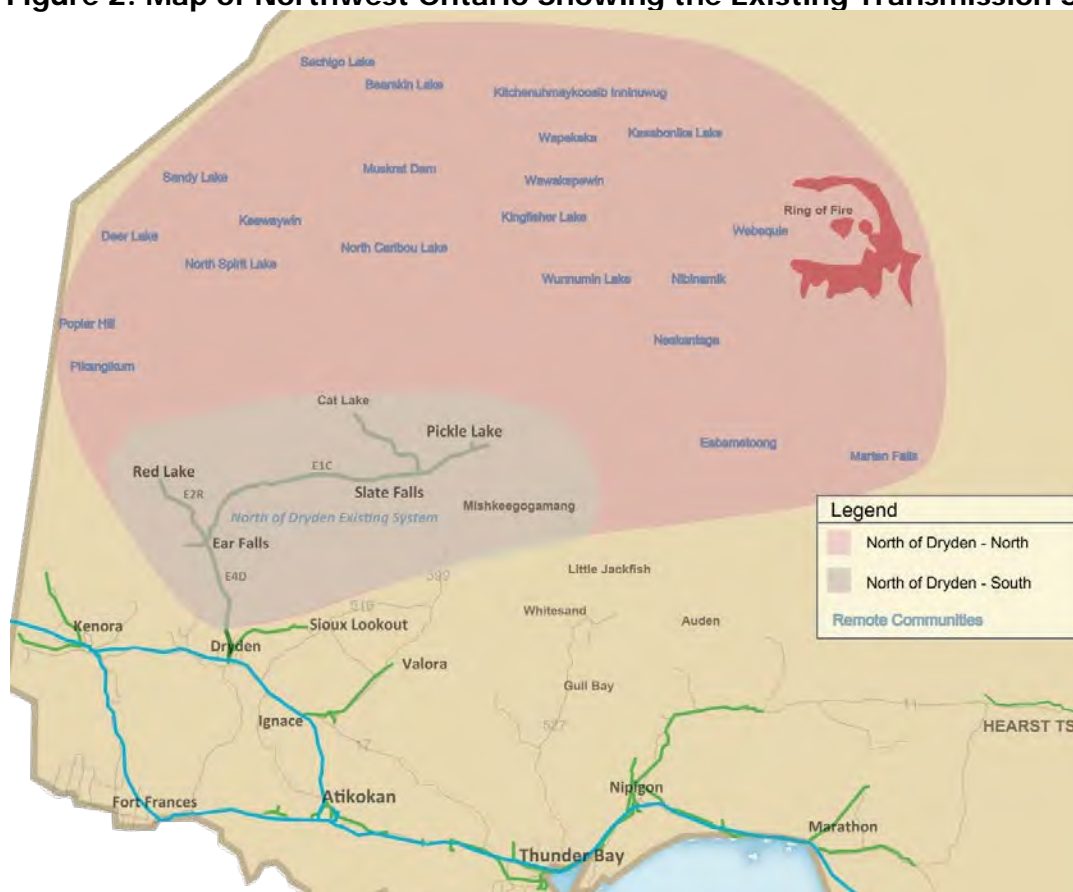 Figure 2: Map of Northwest Ontario Showing the Existing Transmission S
Sachigo Lake
Bearskin Lake
Kitchenuhmaykoosib Inninuwug
Wapekeka
Kasabonika Lake
Muskrat Dam
Sandy Lake
Wawakapewin
Keewaywin
Kingfisher Lake
Ring of Fire
Webequie
Deer Lake
North Caribou Lake
North Spirit Lake
Wunnumin Lake
Nibinamik
Poplar Hill
Neskantaga
Pikangikum
Cat Lake
Pickle Lake
Eabametoong
Marten Falls
Red Lake
E1C
E2R
Slate Falls
Mishkeegogamang
North of Dryden Existing System
Ear Falls
Legend
North of Dryden - North
North of Dryden - South
Remote Communities
E4D
599
Little Jackfish
516
Whitesand
Auden
Kenora
Sioux Lookout
Dryden
Valora
Gull Bay
Ignace
11
527
HEARST TS
17
Nipigon
Fort Frances
Atikokan
Marathon
Thunder Bay